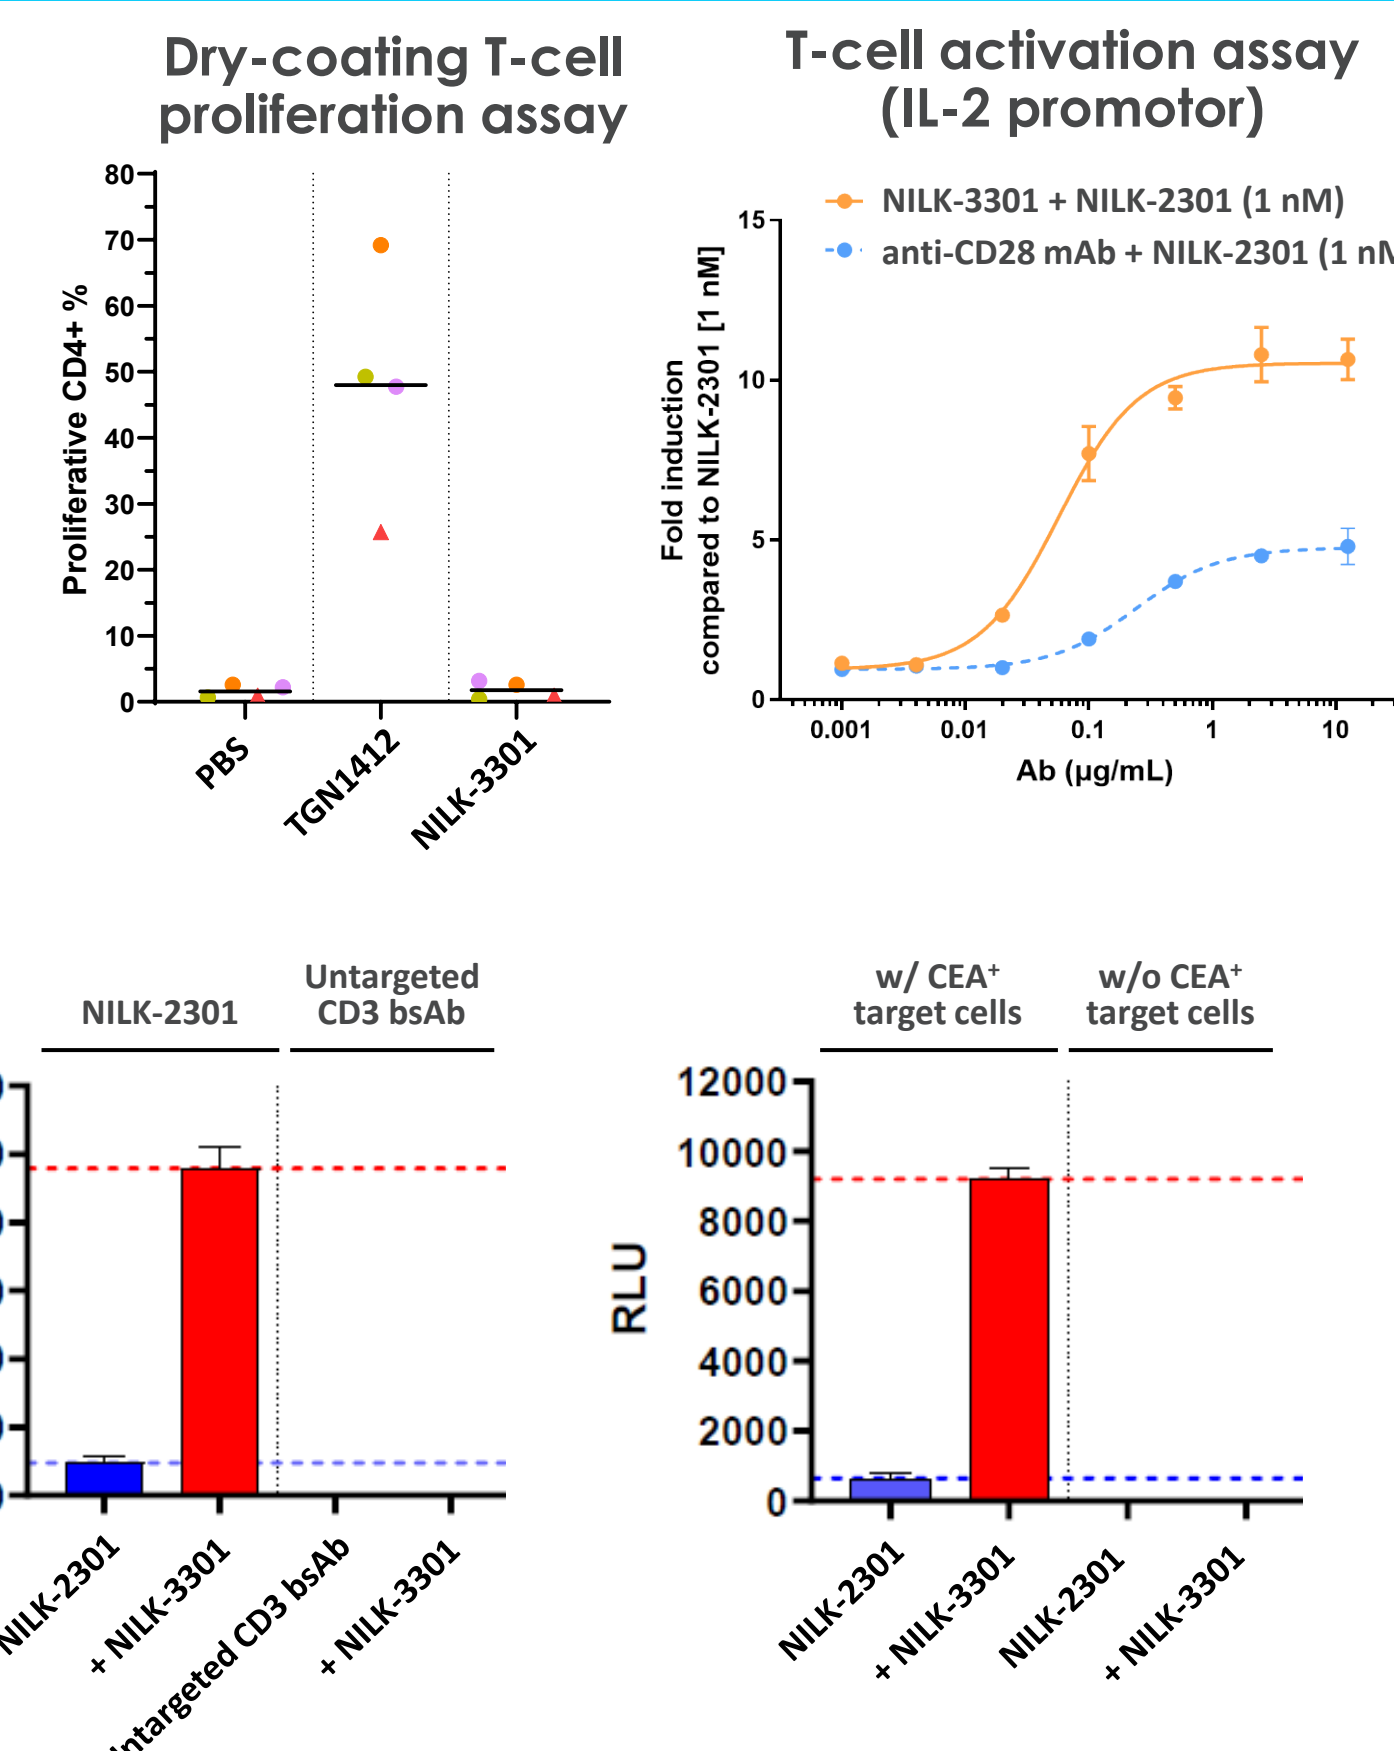 Dry-coating T-cell
proliferation assay
80
70
60
50
40
30
20
10
0
Proliferative CD4+ %
PBS
TGN1412
NILK-3301
T-cell activation assay
(IL-2 promotor)
NILK-3301 + NILK-2301 (1 nM)
anti-CD28 mAb + NILK-2301 (1 nM
15
10
5
0
Fold induction
compared to NILK-2301 [1 nM]
0.001
0.01
0.1
1
10
Ab (µg/mL)
NILK-2301
Untargeted
CD3 bsAb
NILK-2301
+ NILK-3301
ntargeted CD3 bsAb
+ NILK-3301
w/ CEA⁺
target cells
w/o CEA⁺
target cells
12000
10000
8000
6000
4000
2000
0
RLU
NILK-2301
+ NILK-3301
NILK-2301
+ NILK-3301